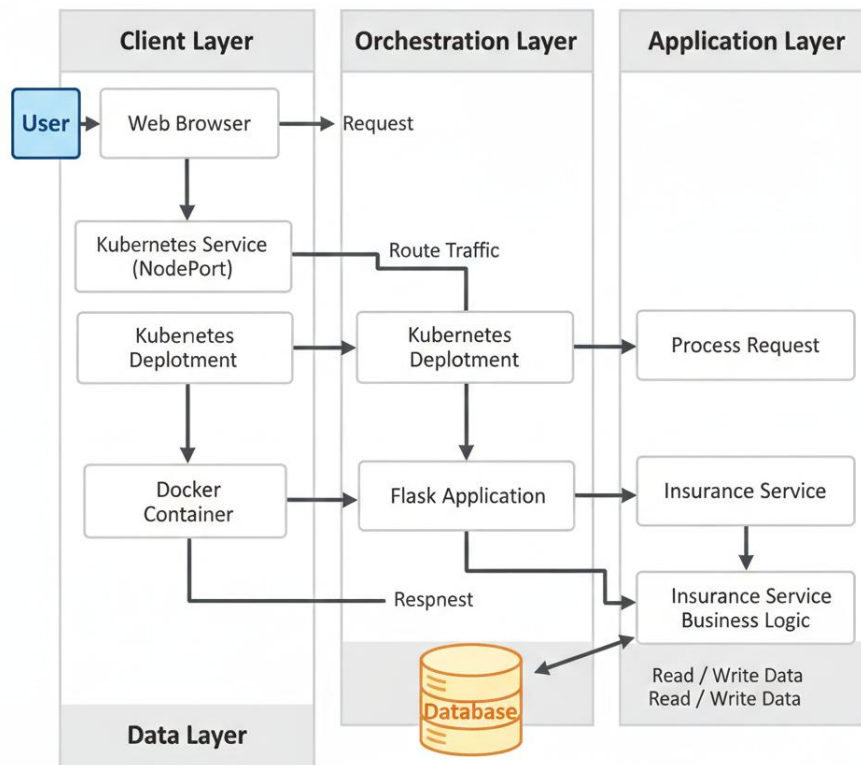 Client Layer
Orchestration Layer
Application Layer
User
Web Browser
Request
Kubernetes Service
(NodePort)
Route Traffic
Kubernetes
Deplotment
Kubernetes
Deplotment
Process Request
Docker
Container
Flask Application
Insurance Service
Respnest
Insurance Service
Business Logic
Database
Read / Write Data
Read / Write Data
Data Layer